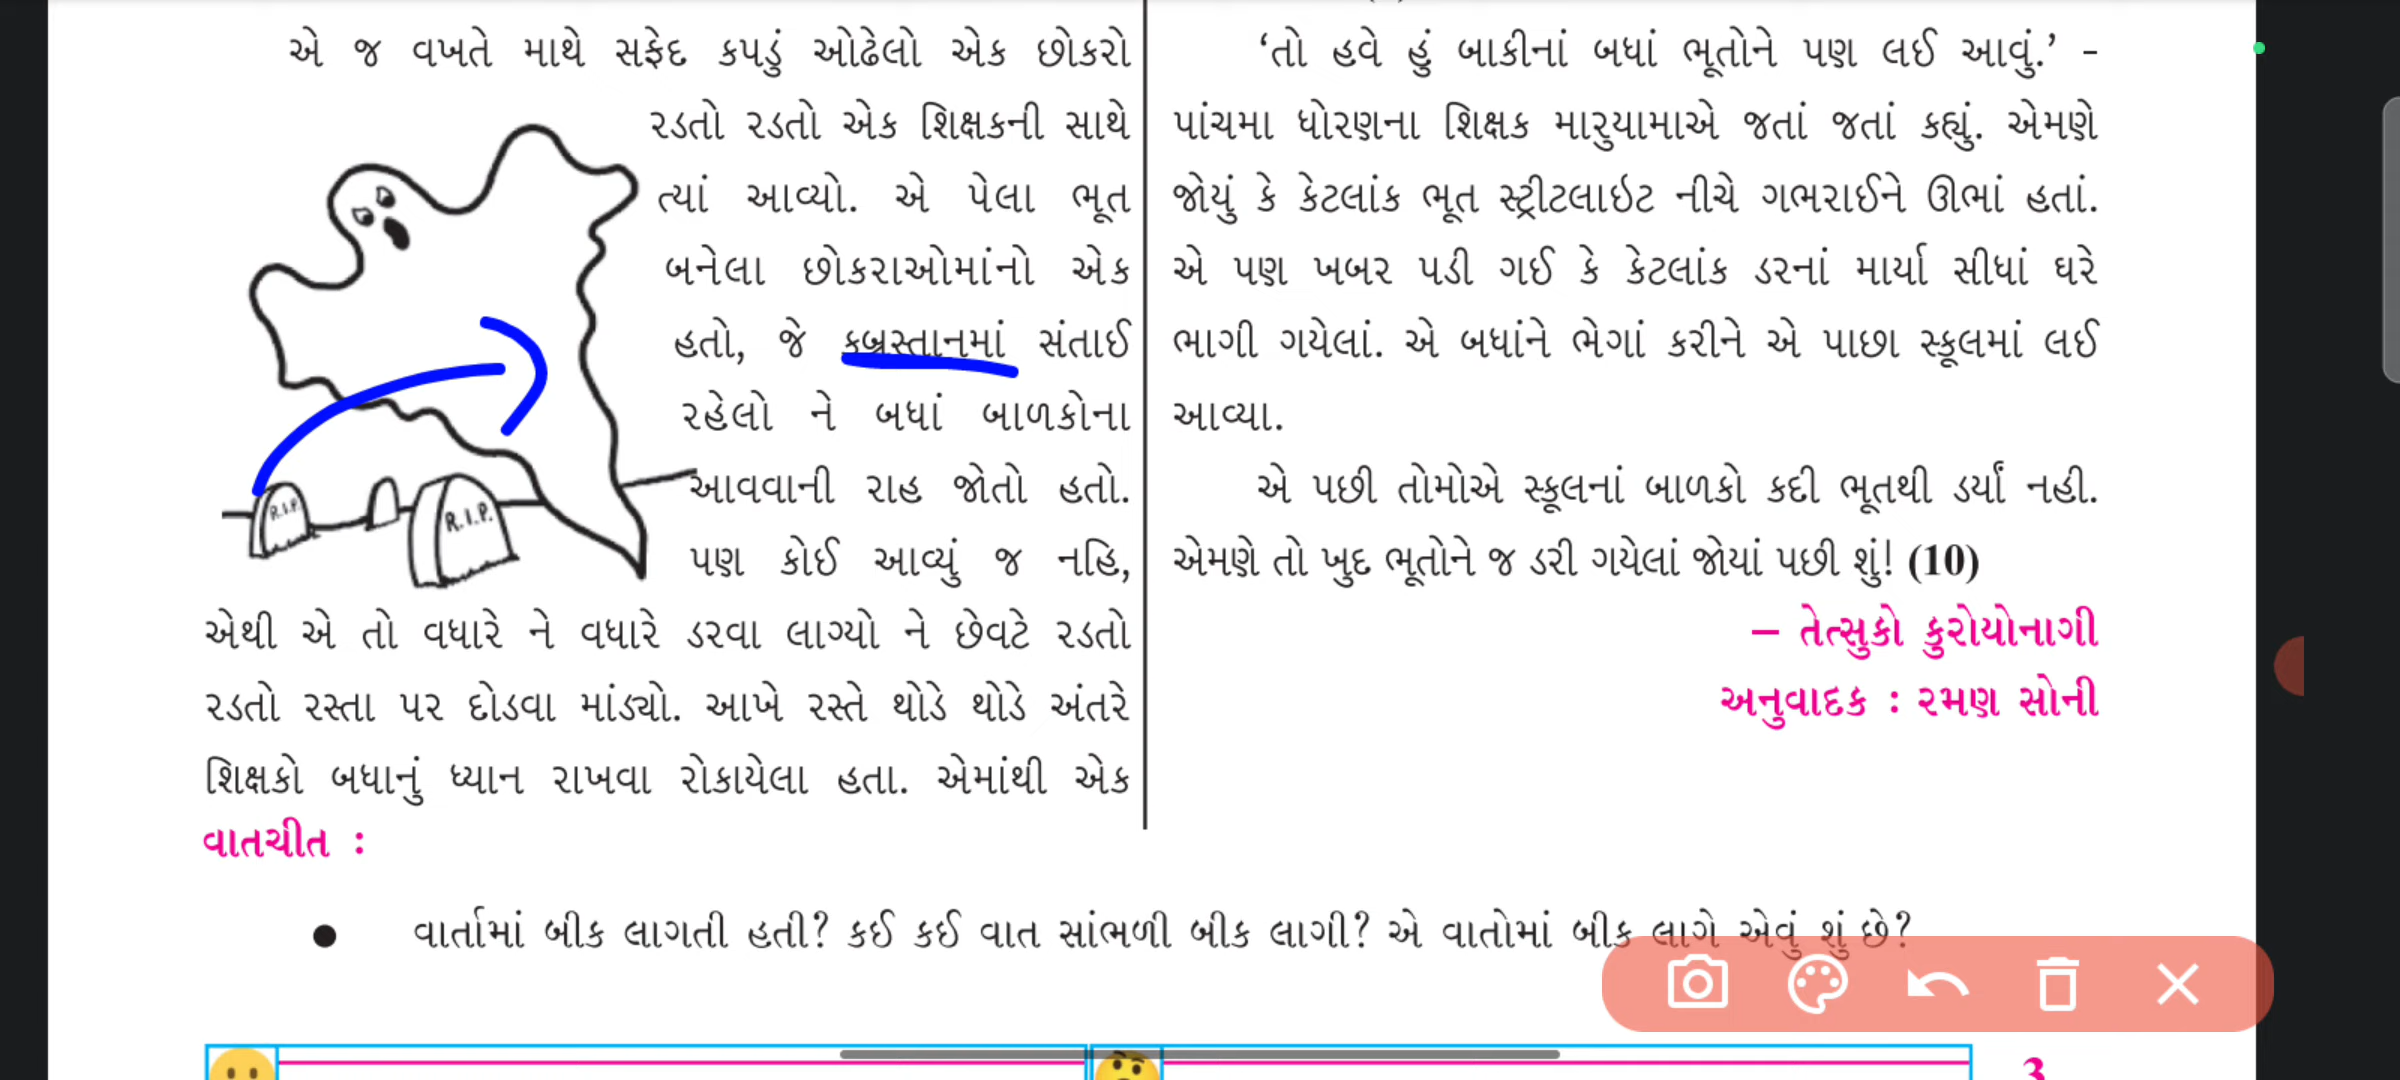 એ જ વખતે માથે સફેદ કપડું ઓઢેલો એક છોકરો
રડતો રડતો એક શિક્ષકની સાથે
ત્યાં આવ્યો. એ પેલા ભૂત
બનેલા છોકરાઓમાંનો એક
હતો, જે કબ્રસ્તાનમાં સંતાઈ
રહેલો ને બધાં બાળકોના
આવવાની રાહ જોતો હતો.
પણ કોઈ આવ્યું જ નહિ,
એથી એ તો વધારે ને વધારે ડરવા લાગ્યો ને છેવટે રડતો
રડતો રસ્તા પર દોડવા માંડ્યો. આખે રસ્તે થોડે થોડે અંતરે
શિક્ષકો બધાનું ધ્યાન રાખવા રોકાયેલા હતા. એમાંથી એક
R.I.P.
R.I.P.
‘તો હવે હું બાકીનાં બધાં ભૂતોને પણ લઈ આવું.’ -
પાંચમા ધોરણના શિક્ષક મારુયામાએ જતાં જતાં કહ્યું. એમણે
જોયું કે કેટલાંક ભૂત સ્ટ્રીટલાઇટ નીચે ગભરાઈને ઊભાં હતાં.
એ પણ ખબર પડી ગઈ કે કેટલાંક ડરનાં માર્યા સીધાં ઘરે
ભાગી ગયેલાં. એ બધાંને ભેગાં કરીને એ પાછા સ્કૂલમાં લઈ
આવ્યા.
એ પછી તોમોએ સ્કૂલનાં બાળકો કદી ભૂતથી ડર્યાં નહી.
એમણે તો ખુદ ભૂતોને જ ડરી ગયેલાં જોયાં પછી શું! (10)
– તેત્સુકો કુરોયોનાગી
અનુવાદક : રમણ સોની
વાતચીત :
● વાર્તામાં બીક લાગતી હતી? કઈ કઈ વાત સાંભળી બીક લાગી? એ વાતોમાં બીક લાગે એવું શું છે?
3